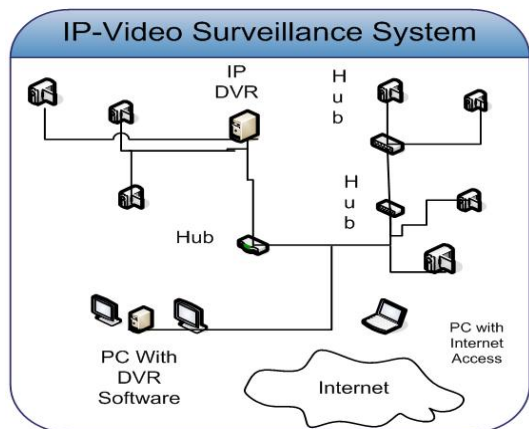 IP-Video Surveillance System
IP
DVR
H
u
b
H
u
b
Hub
PC With
DVR
Software
PC with
Internet
Access
Internet